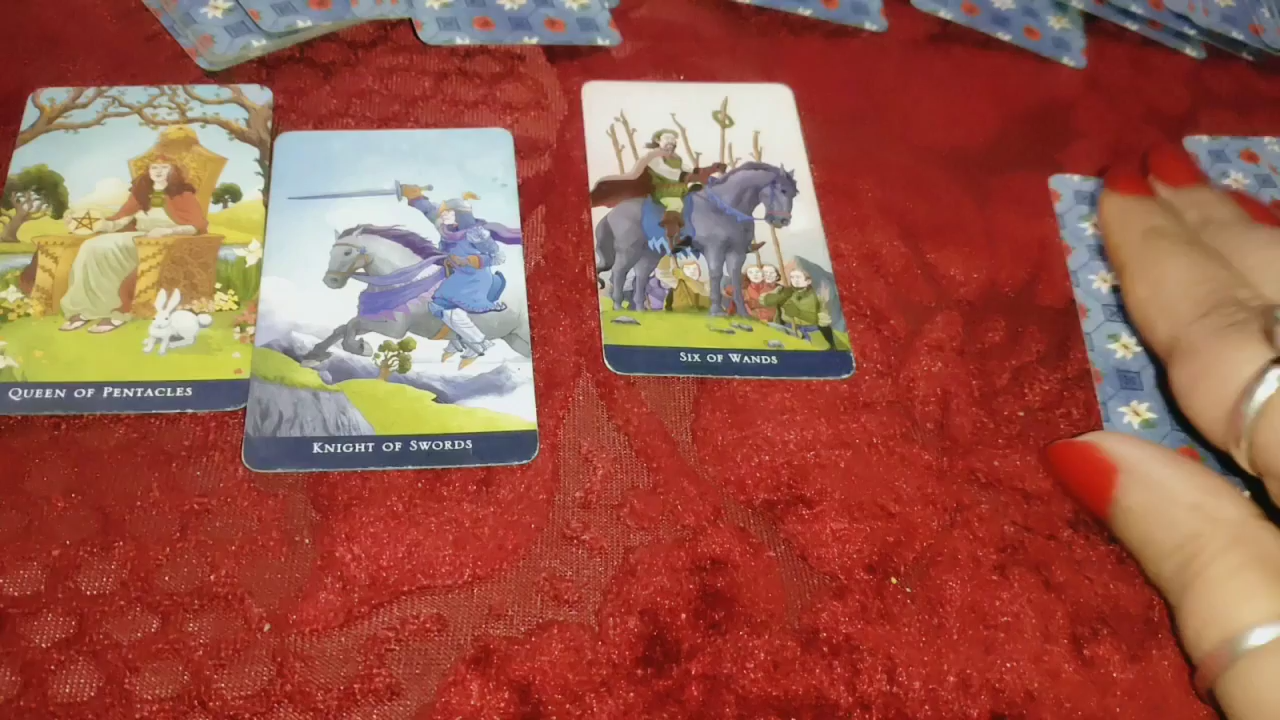 Queen of Pentacles
Knight of Swords
Six of Wands